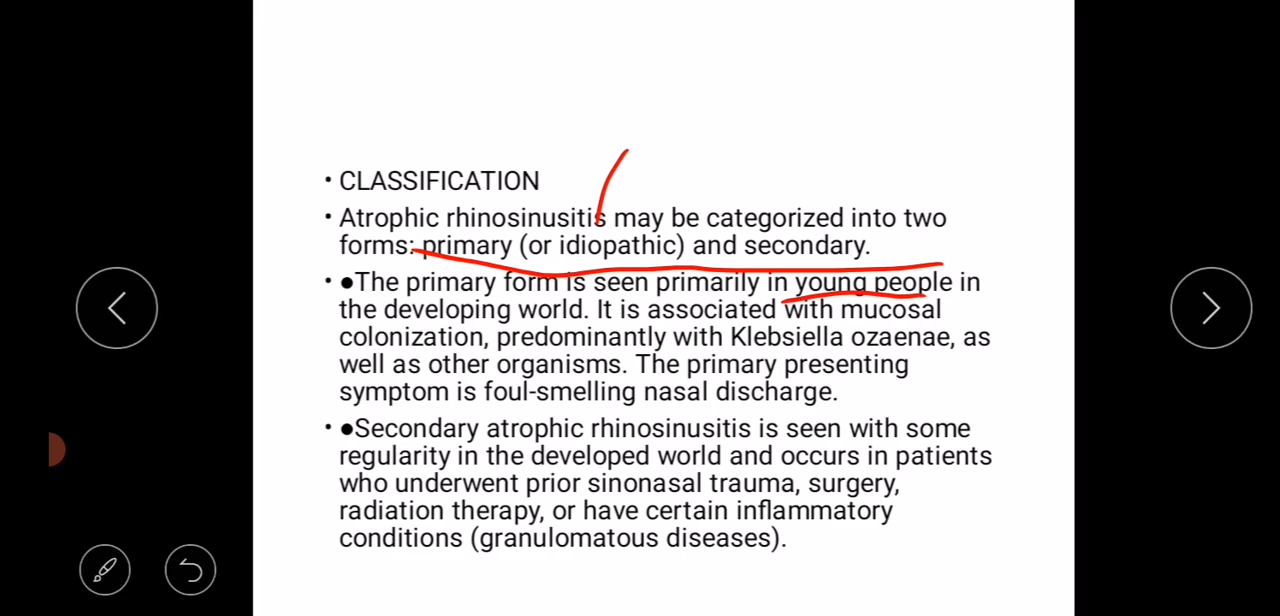 • CLASSIFICATION
• Atrophic rhinosinusitis may be categorized into two
forms: primary (or idiopathic) and secondary.
• ●The primary form is seen primarily in young people in
the developing world. It is associated with mucosal
colonization, predominantly with Klebsiella ozaenae, as
well as other organisms. The primary presenting
symptom is foul-smelling nasal discharge.
• ●Secondary atrophic rhinosinusitis is seen with some
regularity in the developed world and occurs in patients
who underwent prior sinonasal trauma, surgery,
radiation therapy, or have certain inflammatory
conditions (granulomatous diseases).